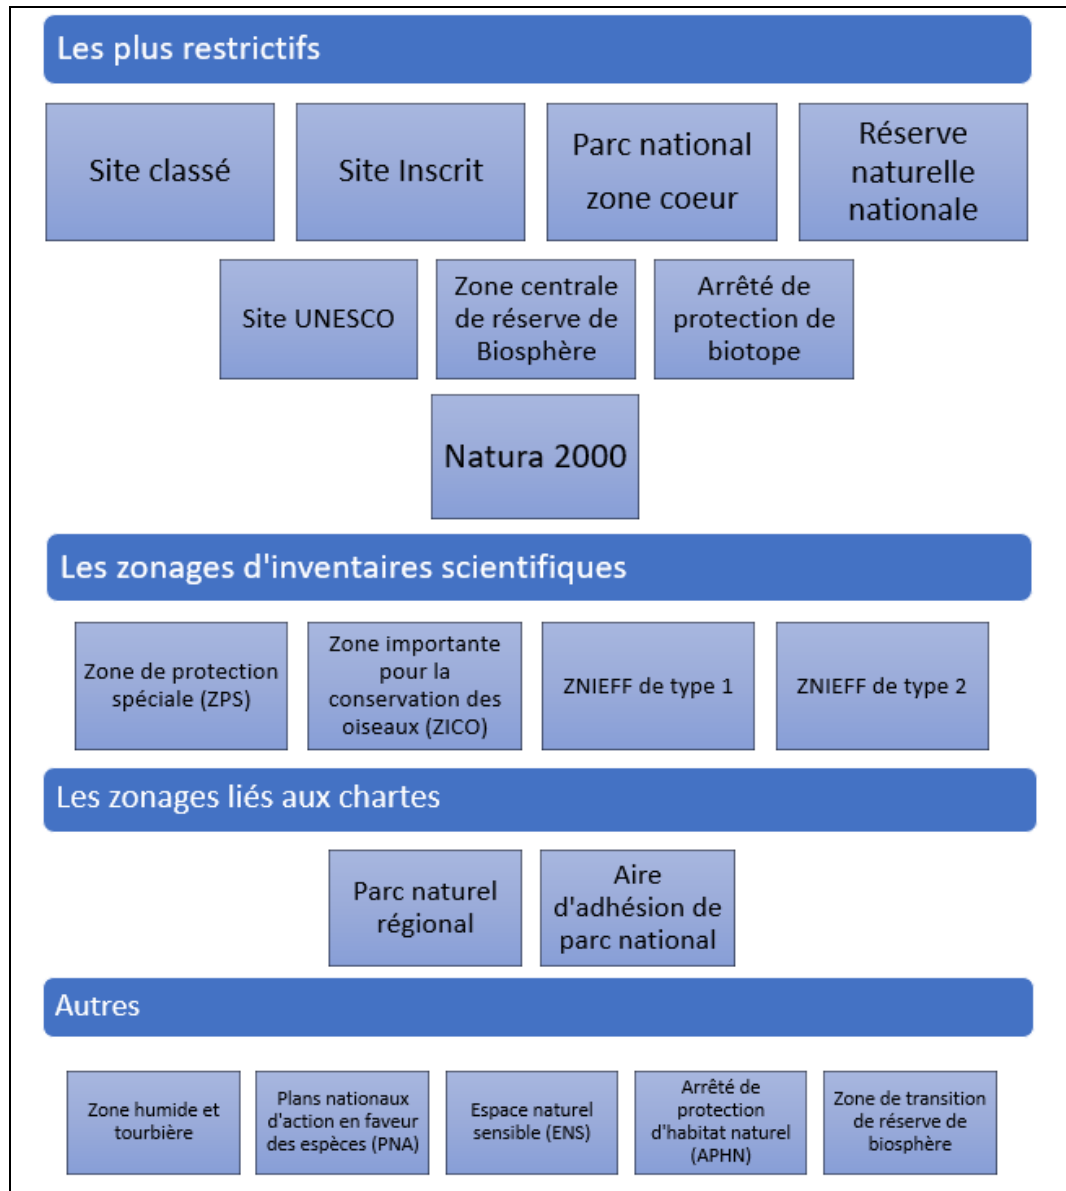 Les plus restrictifs
Site classé
Site Inscrit
Parc national
zone coeur
Réserve
naturelle
nationale
Site UNESCO
Zone centrale
de réserve de
Biosphère
Arrêté de
protection de
biotope
Natura 2000
Les zonages d'inventaires scientifiques
Zone de protection
spéciale (ZPS)
Zone importante
pour la
conservation des
oiseaux (ZICO)
ZNIEFF de type 1
ZNIEFF de type 2
Les zonages liés aux chartes
Parc naturel
régional
Aire
d'adhésion de
parc national
Autres
Zone humide et
tourbière
Plans nationaux
d'action en faveur
des espèces (PNA)
Espace naturel
sensible (ENS)
Arrêté de
protection
d'habitat naturel
(APHN)
Zone de transition
de réserve de
biosphère